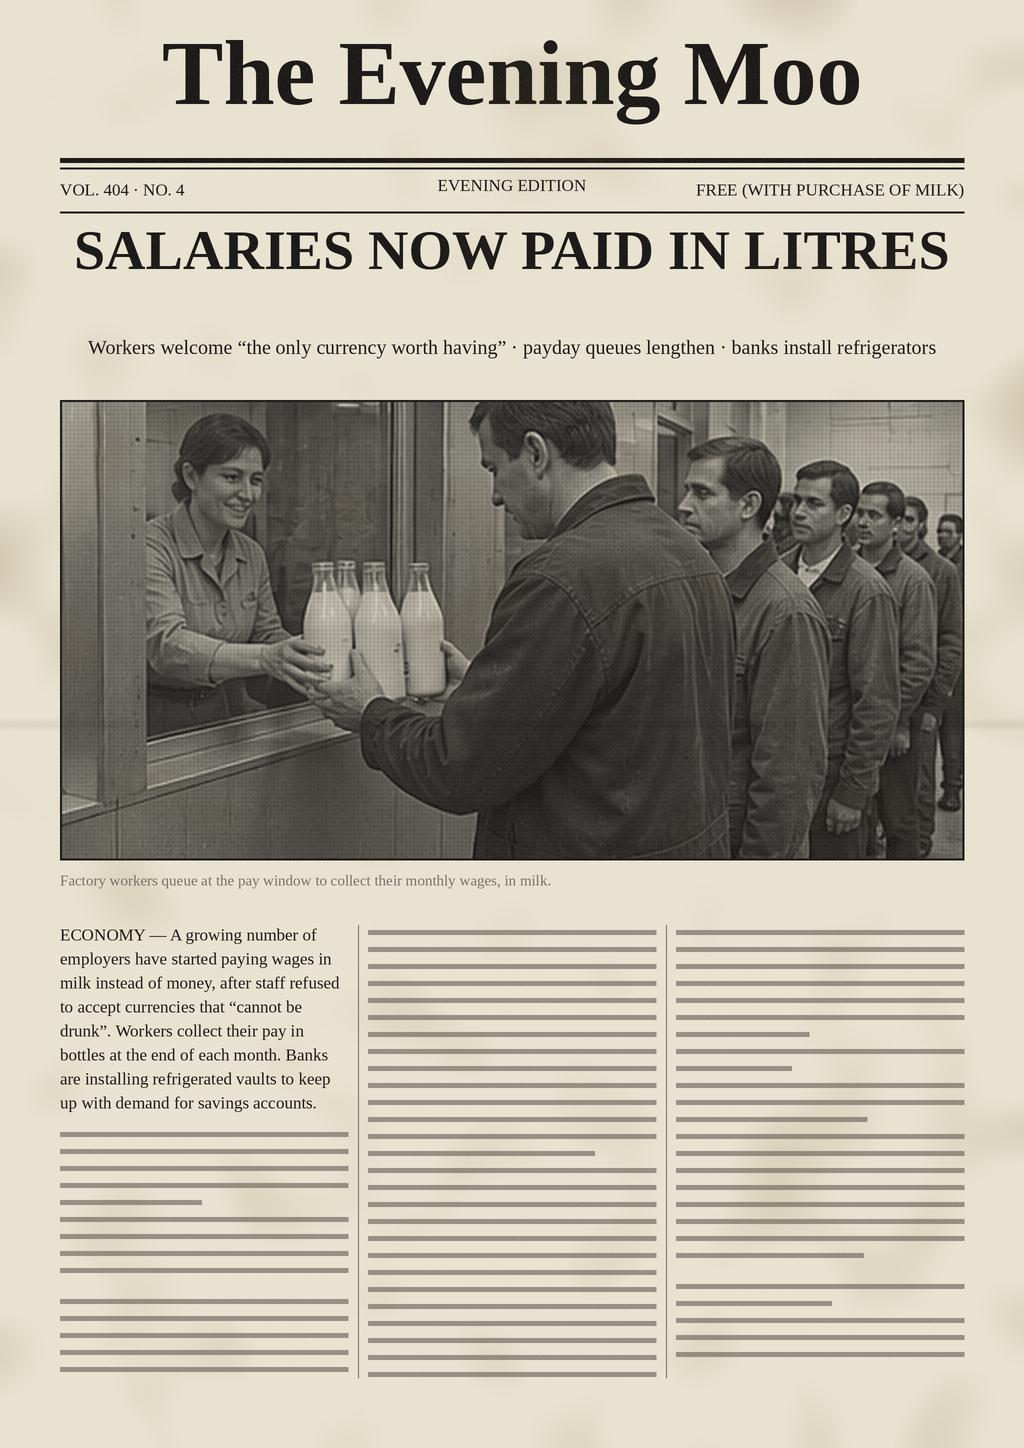 The Evening Moo
VOL. 404 · NO. 4
EVENING EDITION
FREE (WITH PURCHASE OF MILK)
SALARIES NOW PAID IN LITRES
Workers welcome “the only currency worth having” · payday queues lengthen · banks install refrigerators
Factory workers queue at the pay window to collect their monthly wages, in milk.
ECONOMY — A growing number of
employers have started paying wages in
milk instead of money, after staff refused
to accept currencies that “cannot be
drunk”. Workers collect their pay in
bottles at the end of each month. Banks
are installing refrigerated vaults to keep
up with demand for savings accounts.